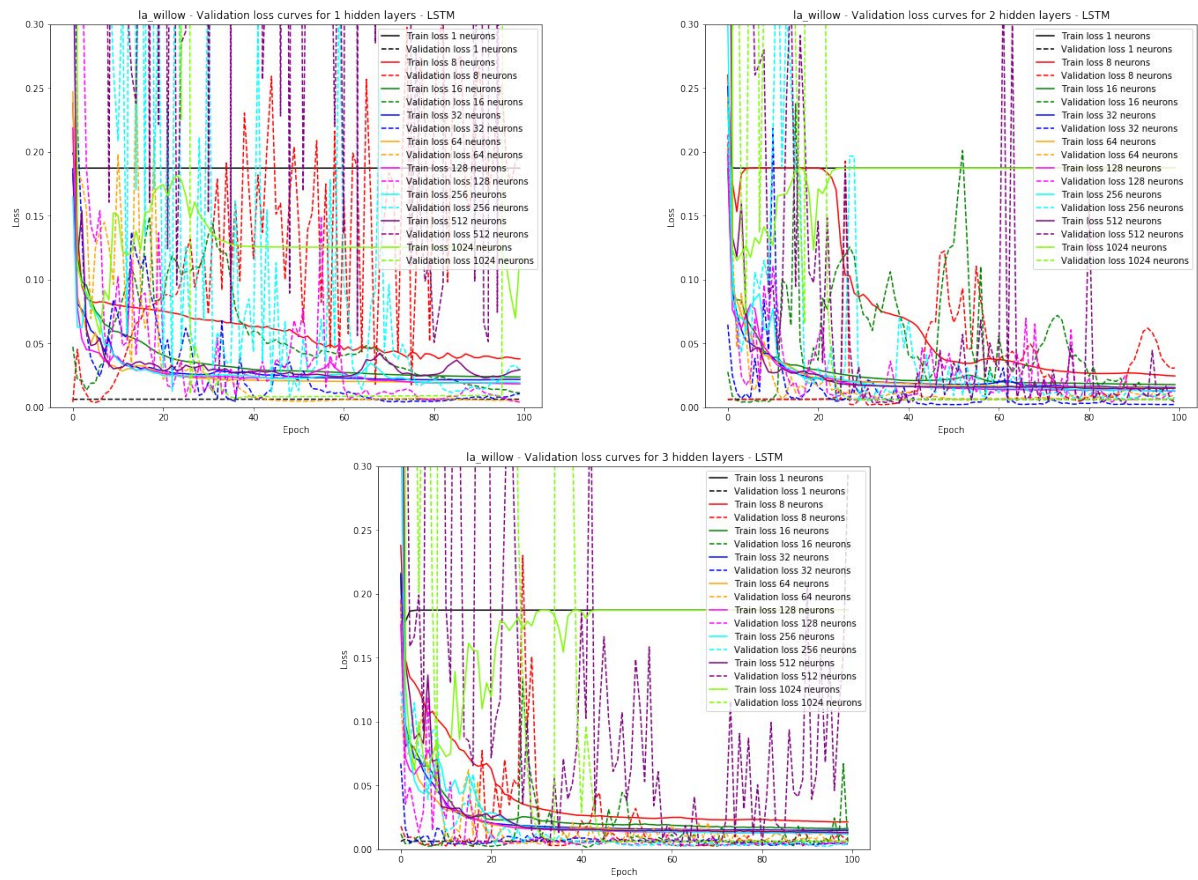 la_willow - Validation loss curves for 1 hidden layers - LSTM
0.30
0.25
0.20
0.15
0.10
0.05
0.00
Loss
0
20
40
60
80
100
Epoch
Train loss 1 neurons
Validation loss 1 neurons
Train loss 8 neurons
Validation loss 8 neurons
Train loss 16 neurons
Validation loss 16 neurons
Train loss 32 neurons
Validation loss 32 neurons
Train loss 64 neurons
Validation loss 64 neurons
Train loss 128 neurons
Validation loss 128 neurons
Train loss 256 neurons
Validation loss 256 neurons
Train loss 512 neurons
Validation loss 512 neurons
Train loss 1024 neurons
Validation loss 1024 neurons
la_willow - Validation loss curves for 2 hidden layers - LSTM
0.30
0.25
0.20
0.15
0.10
0.05
0.00
Loss
0
20
40
60
80
100
Epoch
Train loss 1 neurons
Validation loss 1 neurons
Train loss 8 neurons
Validation loss 8 neurons
Train loss 16 neurons
Validation loss 16 neurons
Train loss 32 neurons
Validation loss 32 neurons
Train loss 64 neurons
Validation loss 64 neurons
Train loss 128 neurons
Validation loss 128 neurons
Train loss 256 neurons
Validation loss 256 neurons
Train loss 512 neurons
Validation loss 512 neurons
Train loss 1024 neurons
Validation loss 1024 neurons
la_willow - Validation loss curves for 3 hidden layers - LSTM
0.30
0.25
0.20
0.15
0.10
0.05
0.00
Loss
0
20
40
60
80
100
Epoch
Train loss 1 neurons
Validation loss 1 neurons
Train loss 8 neurons
Validation loss 8 neurons
Train loss 16 neurons
Validation loss 16 neurons
Train loss 32 neurons
Validation loss 32 neurons
Train loss 64 neurons
Validation loss 64 neurons
Train loss 128 neurons
Validation loss 128 neurons
Train loss 256 neurons
Validation loss 256 neurons
Train loss 512 neurons
Validation loss 512 neurons
Train loss 1024 neurons
Validation loss 1024 neurons